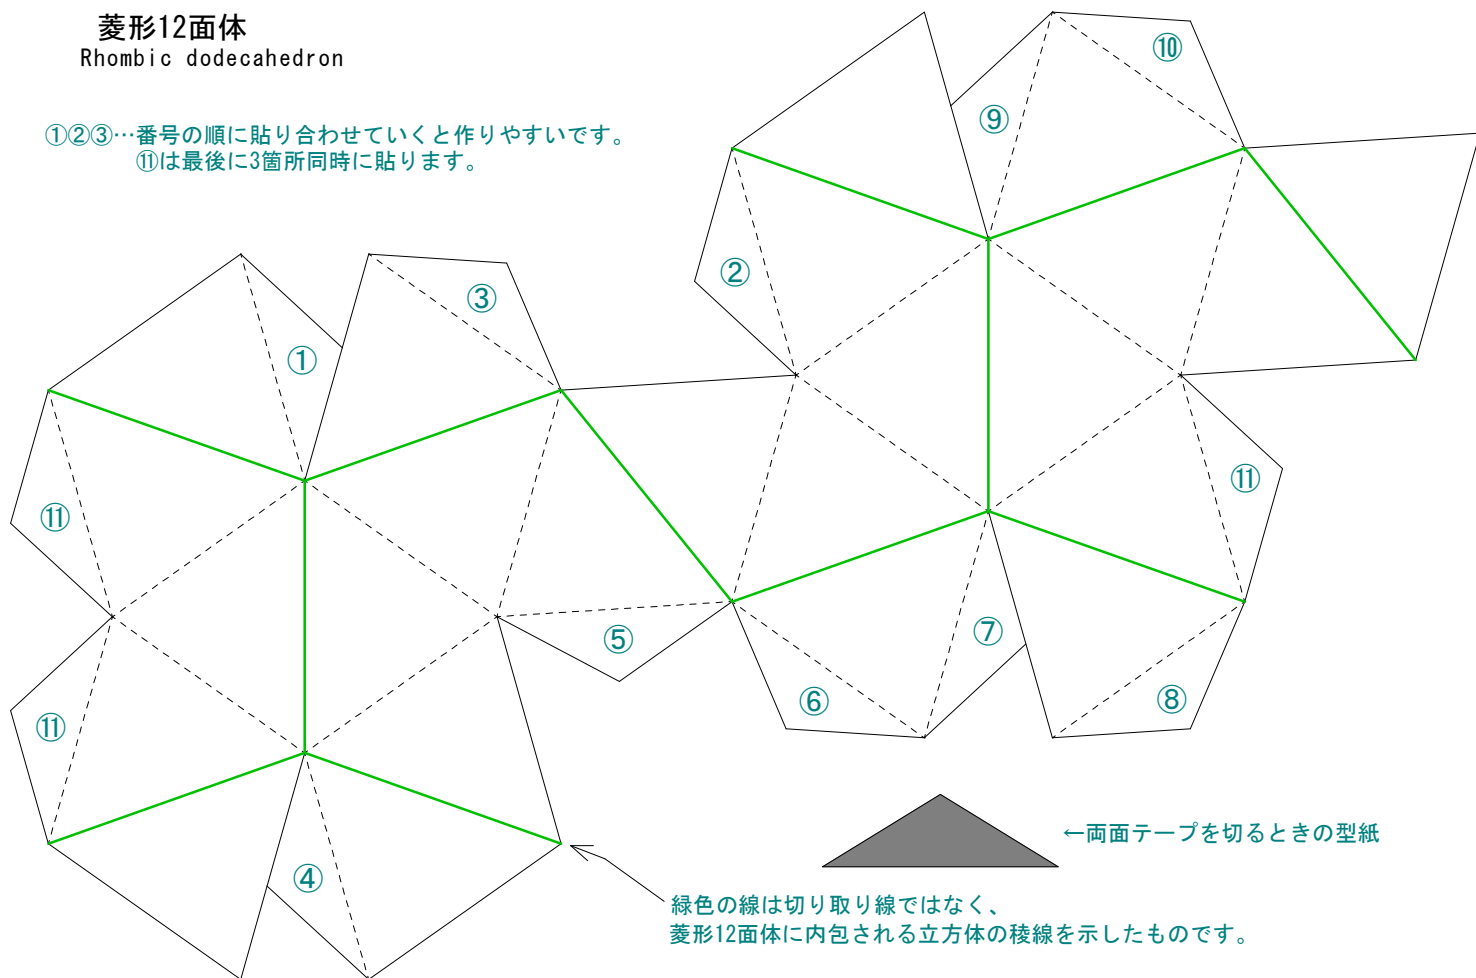 菱形12面体
Rhombic dodecahedron
①②③…番号の順に貼り合わせていくと作りやすいです。
⑪は最後に3箇所同時に貼ります。
⑩
⑨
②
③
①
⑪
⑪
⑤
⑦
⑥
⑧
⑪
④
←両面テープを切るときの型紙
緑色の線は切り取り線ではなく、
菱形12面体に内包される立方体の稜線を示したものです。